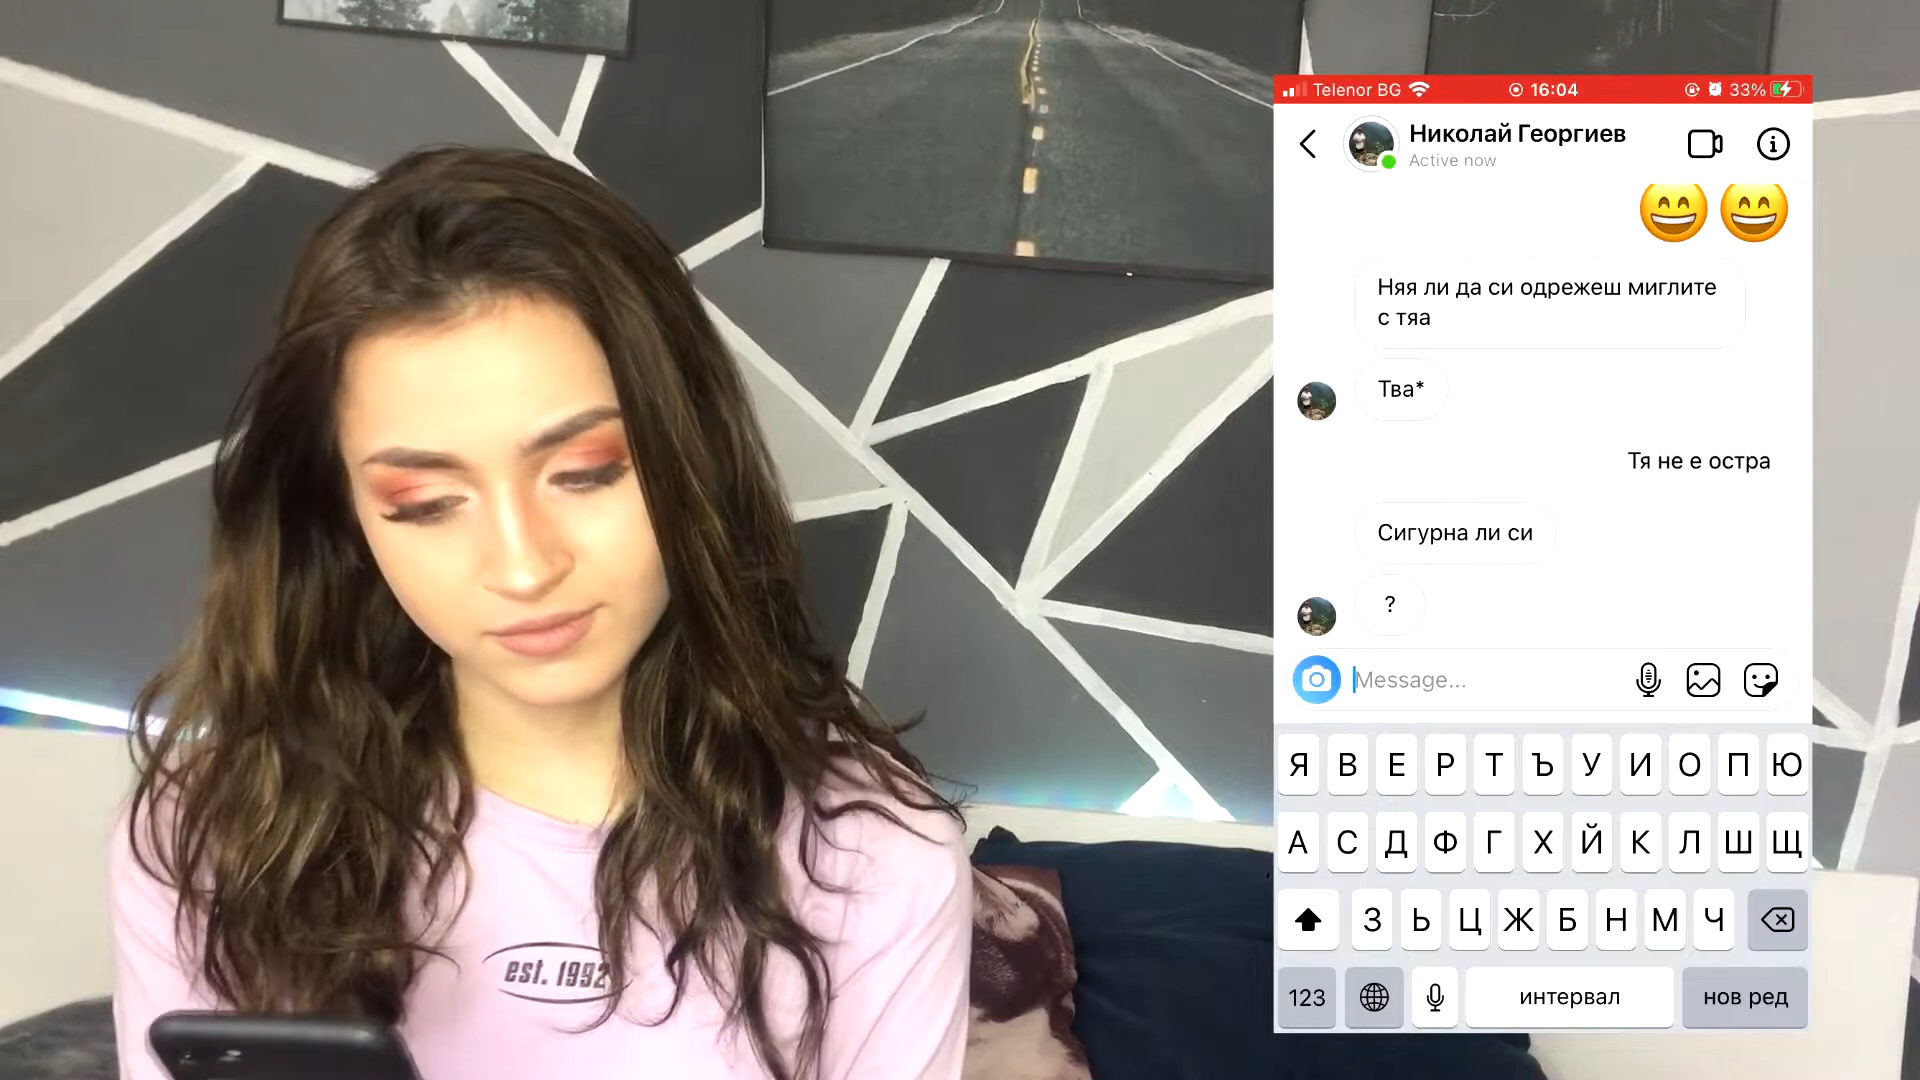 est. 1992
Telenor BG
16:04
33%
Николай Георгиев
Active now
Няя ли да си одрежеш миглите
с тяа
Тва*
Тя не е остра
Сигурна ли си
?
Message...
Я В Е Р Т Ъ У И О П Ю
А С Д Ф Г Х Й К Л Ш Щ
З Ь Ц Ж Б Н М Ч
123 интервал нов ред